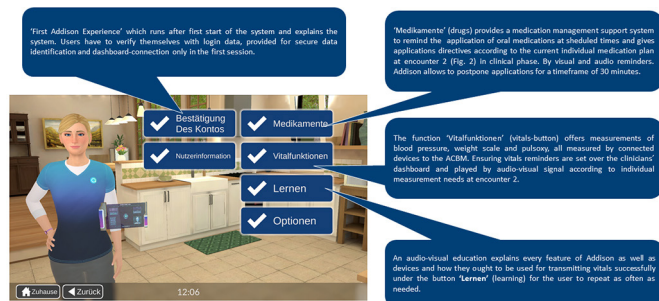 'First Addison Experience' which runs after first start of the system and explains the
system. Users have to verify themselves with login data, provided for secure data
identification and dashboard-connection only in the first session.
'Medikamente' (drugs) provides a medication management support system
to remind the application of oral medications at sheduled times and gives
applications directives according to the current individual medication plan
at encounter 2 (Fig. 2) in clinical phase. By visual and audio reminders.
Addison allows to postpone applications for a timeframe of 30 minutes.
Bestätigung
Des Kontos
Medikamente
Nutzerinformation
Vitalfunktionen
Lernen
Optionen
The function 'Vitalfunktionen' (vitals-button) offers measurements of
blood pressure, weight scale and pulsoxy, all measured by connected
devices to the ACBM. Ensuring vitals reminders are set over the clinicians'
dashboard and played by audio-visual signal according to individual
measurement needs at encounter 2.
An audio-visual education explains every feature of Addison as well as
devices and how they ought to be used for transmitting vitals successfully
under the button 'Lernen' (learning) for the user to repeat as often as
needed.
Zuhause
Zurück
12:06